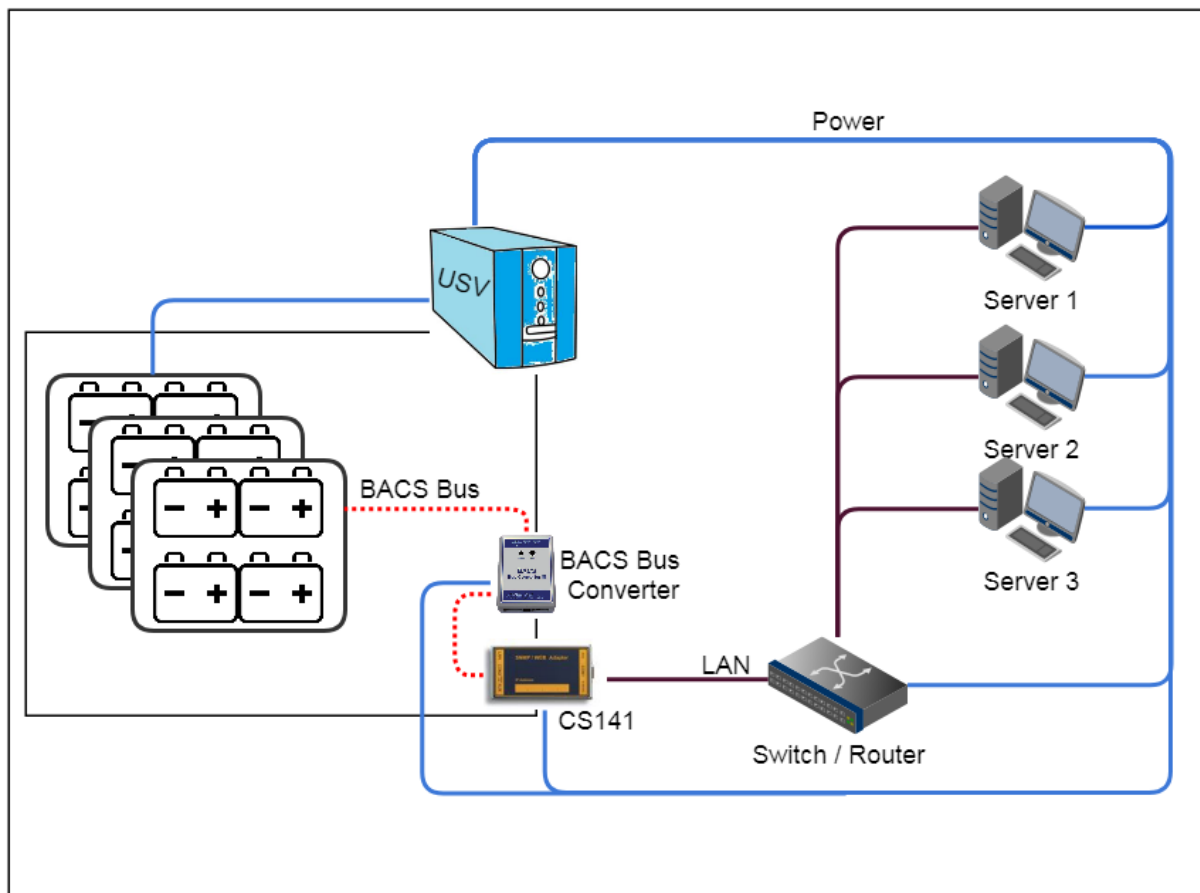 Power
USV
Server 1
Server 2
BACS Bus
Server 3
BACS Bus
Converter
LAN
CS141
Switch / Router